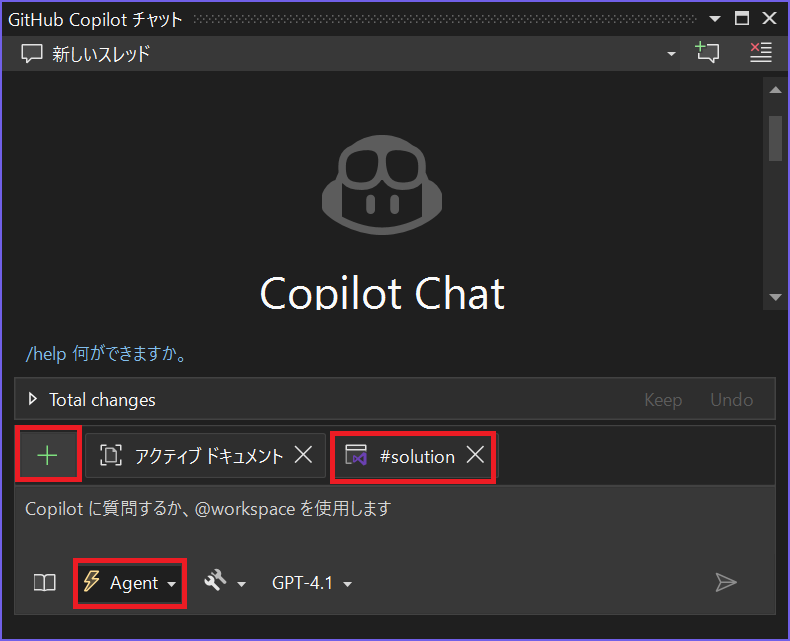 GitHub Copilot チャット
新しいスレッド
Copilot Chat
/help 何ができますか。
Total changes Keep Undo
アクティブ ドキュメント #solution
Copilot に質問するか、@workspace を使用します
Agent GPT-4.1